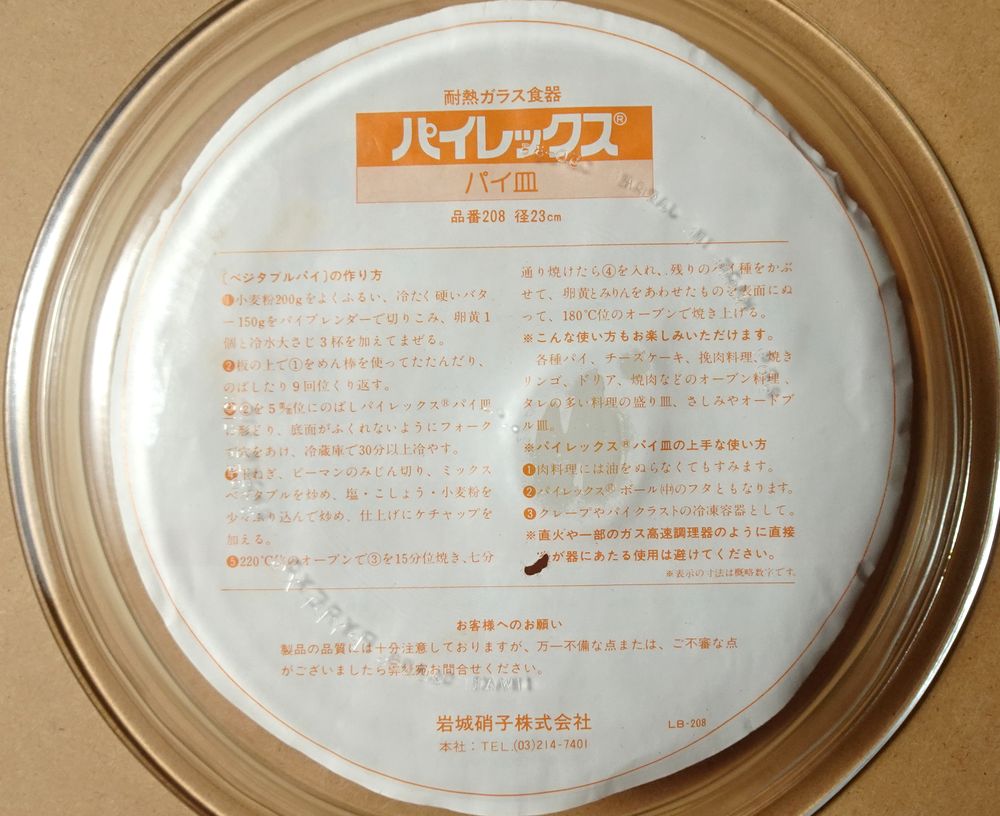 耐熱ガラス食器
パイレックス®
パイ皿
品番208 径23cm
〔ベジタブルパイ〕の作り方
❶小麦粉200gをよくふるい、冷たく硬いバタ
ー150gをパイブレンダーで切りこみ、卵黄1
個と冷水大さじ3杯を加えてまぜる。
❷板の上で①をめん棒を使ってたたんだり、
のばしたり9回位くり返す。
②を5㎜位にのばしパイレックス®パイ皿
に形どり、底面がふくれないようにフォーク
で穴をあけ、冷蔵庫で30分以上冷やす。
ねぎ、ピーマンのみじん切り、ミックス
ベジタブルを炒め、塩・こしょう・小麦粉を
少々ふり込んで炒め、仕上げにケチャップを
加える。
❺220℃位のオーブンで③を15分位焼き、七分
通り焼けたら④を入れ、残りのパイ種をかぶ
せて、卵黄とみりんをあわせたものを表面にぬ
って、180℃位のオーブンで焼き上げる。
※こんな使い方もお楽しみいただけます。
各種パイ、チーズケーキ、挽肉料理、焼き
リンゴ、ドリア、焼肉などのオーブン料理、
タレの多い料理の盛り皿、さしみやオードブ
ル皿。
※パイレックス®パイ皿の上手な使い方
❶肉料理には油をぬらなくてもすみます。
❷パイレックス®ボール(中)のフタともなります。
❸クレープやパイクラストの冷凍容器として。
※直火や一部のガス高速調理器のように直接
が器にあたる使用は避けてください。
※表示の寸法は概略数字です。
お客様へのお願い
製品の品質には十分注意しておりますが、万一不備な点または、ご不審な点
がございましたら弊社宛お問合せください。
岩城硝子株式会社
LB-208
本社：TEL.(03)214-7401